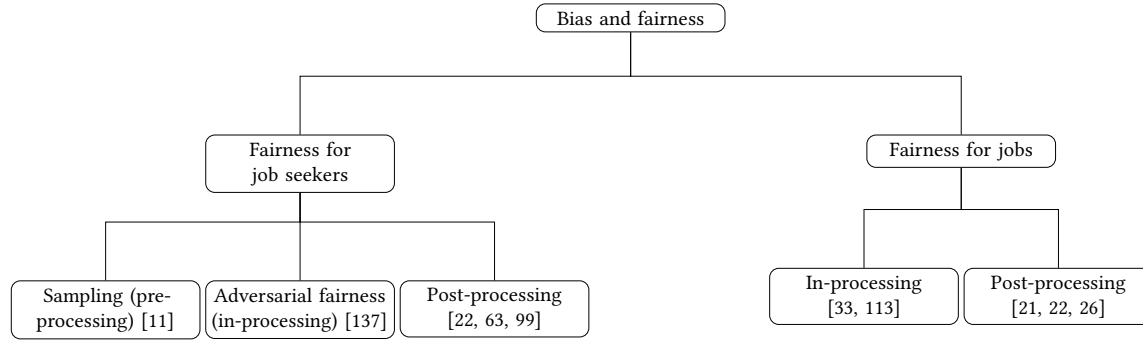 Bias and fairness
Fairness for
job seekers
Fairness for jobs
Sampling (pre-
processing) [11]
Adversarial fairness
(in-processing) [137]
Post-processing
[22, 63, 99]
In-processing
[33, 113]
Post-processing
[21, 22, 26]